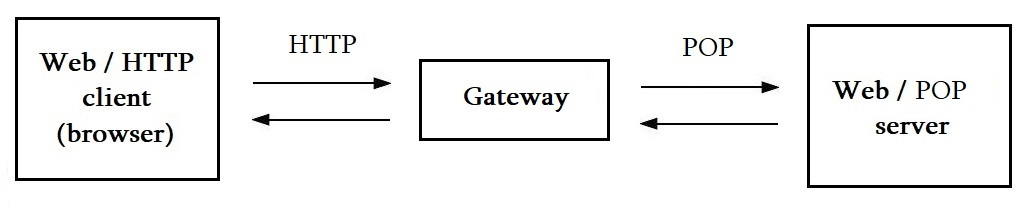 Web / HTTP
client
(browser)
HTTP
Gateway
POP
Web / POP
server